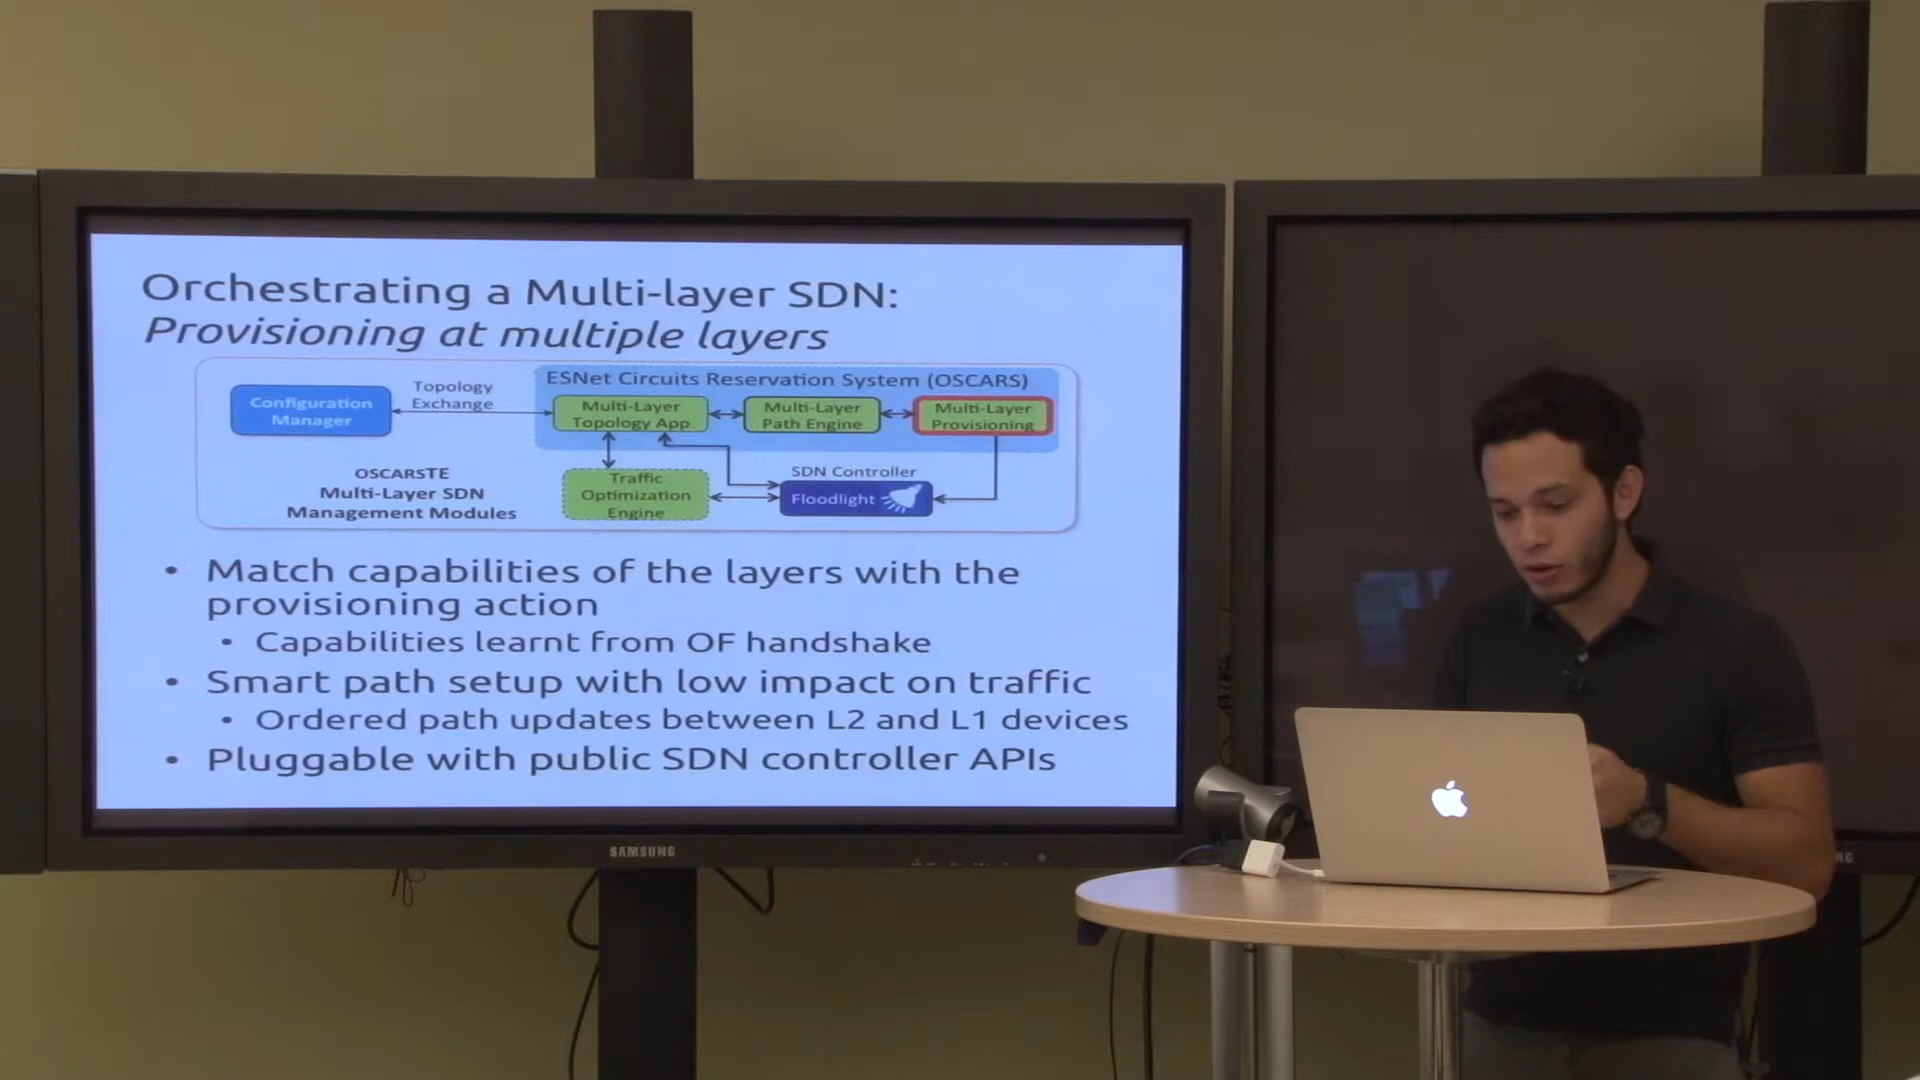 Orchestrating a Multi-layer SDN:
Provisioning at multiple layers
ESNet Circuits Reservation System (OSCARS)
Configuration
Manager
Topology
Exchange
Multi-Layer
Topology App
Multi-Layer
Path Engine
Multi-Layer
Provisioning
OSCARSTE
Multi-Layer SDN
Management Modules
Traffic
Optimization
Engine
SDN Controller
Floodlight
• Match capabilities of the layers with the
provisioning action
• Capabilities learnt from OF handshake
• Smart path setup with low impact on traffic
• Ordered path updates between L2 and L1 devices
• Pluggable with public SDN controller APIs
SAMSUNG
NG